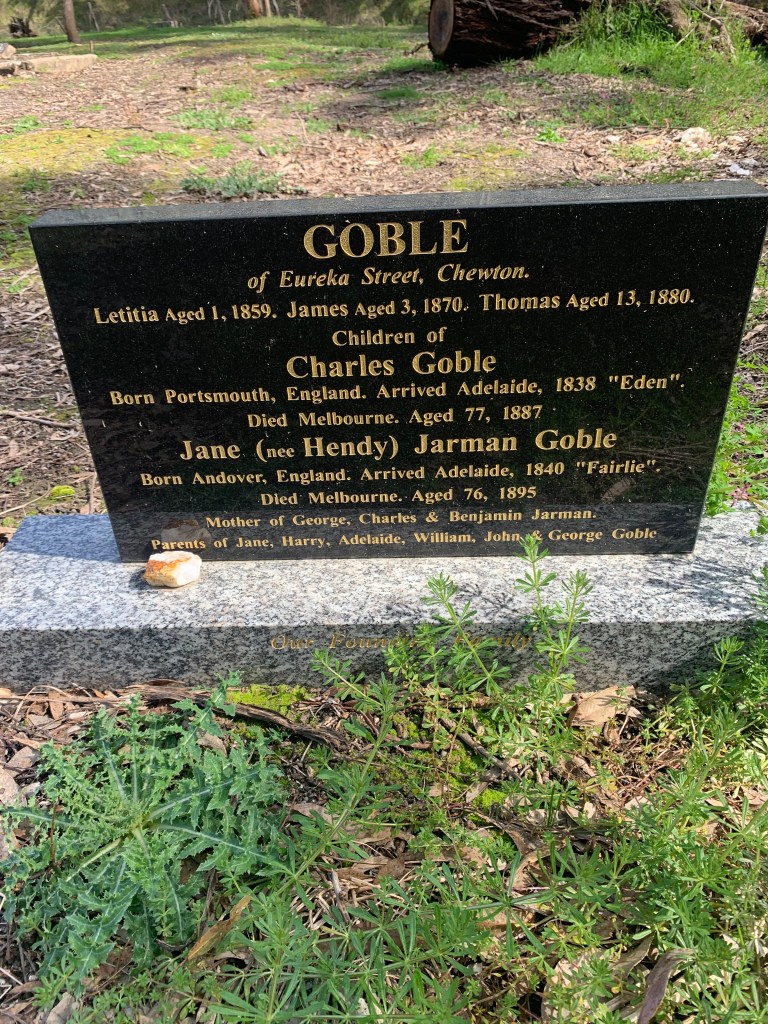 GOBLE
of Eureka Street, Chewton.
Letitia Aged 1, 1859. James Aged 3, 1870. Thomas Aged 13, 1880.
Children of
Charles Goble
Born Portsmouth, England. Arrived Adelaide, 1838 "Eden".
Died Melbourne. Aged 77, 1887
Jane (nee Hendy) Jarman Goble
Born Andover, England. Arrived Adelaide, 1840 "Fairlie".
Died Melbourne. Aged 76, 1895
Mother of George, Charles & Benjamin Jarman.
Parents of Jane, Harry, Adelaide, William, John, & George Goble
Our